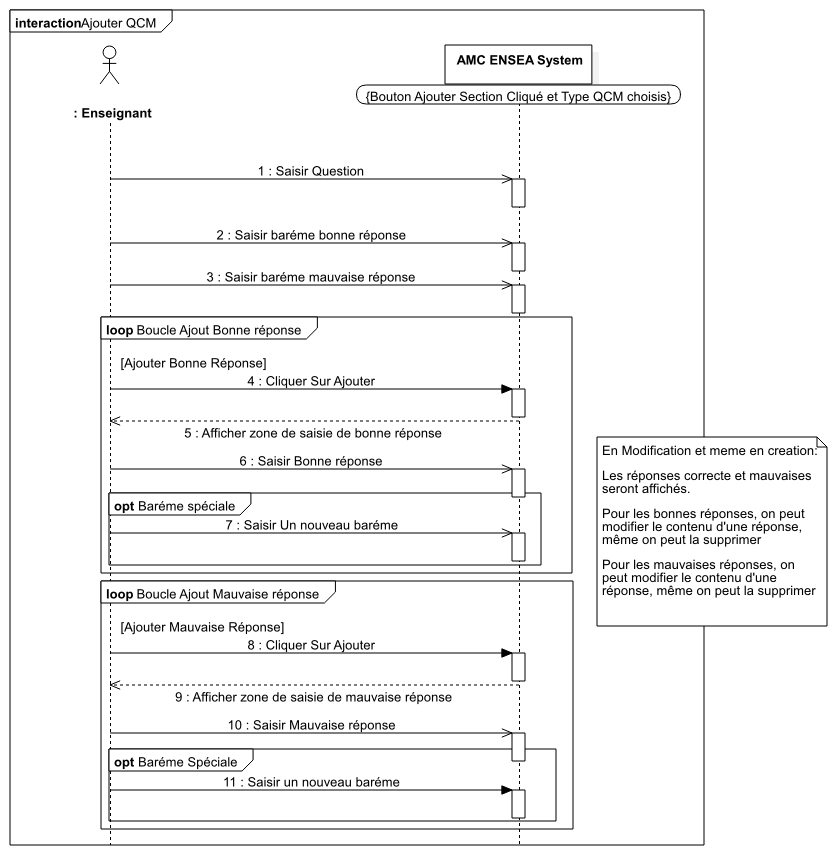 interactionAjouter QCM
AMC ENSEA System
{Bouton Ajouter Section Cliqué et Type QCM choisis}
: Enseignant
1 : Saisir Question
2 : Saisir baréme bonne réponse
3 : Saisir baréme mauvaise réponse
loop Boucle Ajout Bonne réponse
[Ajouter Bonne Réponse]
4 : Cliquer Sur Ajouter
5 : Afficher zone de saisie de bonne réponse
6 : Saisir Bonne réponse
opt Baréme spéciale
7 : Saisir Un nouveau baréme
En Modification et meme en creation:
Les réponses correcte et mauvaises
seront affichés.
Pour les bonnes réponses, on peut
modifier le contenu d'une réponse,
même on peut la supprimer
Pour les mauvaises réponses, on
peut modifier le contenu d'une
réponse, même on peut la supprimer
loop Boucle Ajout Mauvaise réponse
[Ajouter Mauvaise Réponse]
8 : Cliquer Sur Ajouter
9 : Afficher zone de saisie de mauvaise réponse
10 : Saisir Mauvaise réponse
opt Baréme Spéciale
11 : Saisir un nouveau baréme